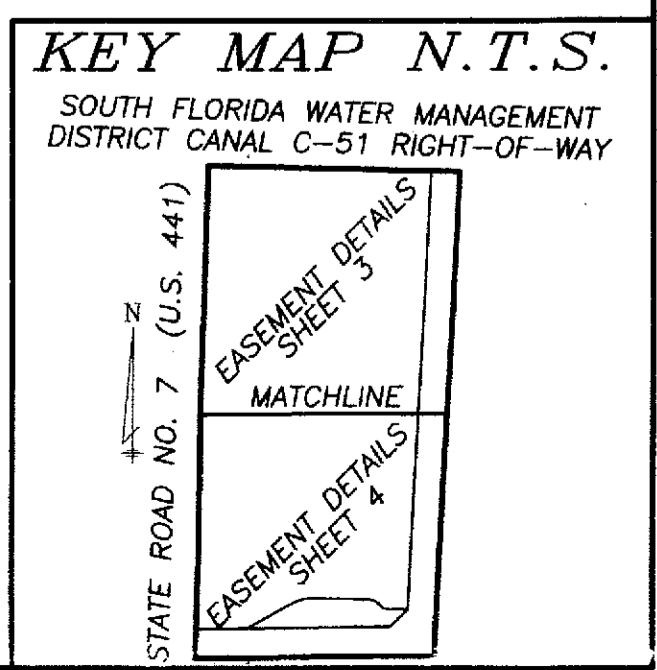 KEY MAP N.T.S.
SOUTH FLORIDA WATER MANAGEMENT
DISTRICT CANAL C-51 RIGHT-OF-WAY
STATE ROAD NO. 7 (U.S. 441)
N
EASEMENT DETAILS
SHEET 3
MATCHLINE
EASEMENT DETAILS
SHEET 4